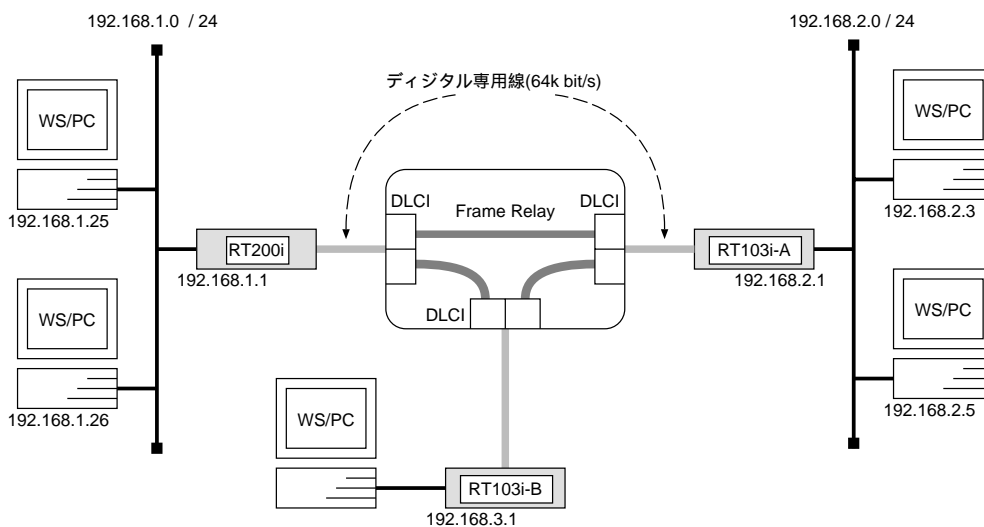 192.168.1.0 / 24
192.168.2.0 / 24
ディジタル専用線(64k bit/s)
WS/PC
WS/PC
192.168.1.25
192.168.2.3
DLCI
Frame Relay
DLCI
RT200i
RT103i-A
192.168.1.1
192.168.2.1
WS/PC
WS/PC
DLCI
192.168.1.26
192.168.2.5
WS/PC
RT103i-B
192.168.3.1